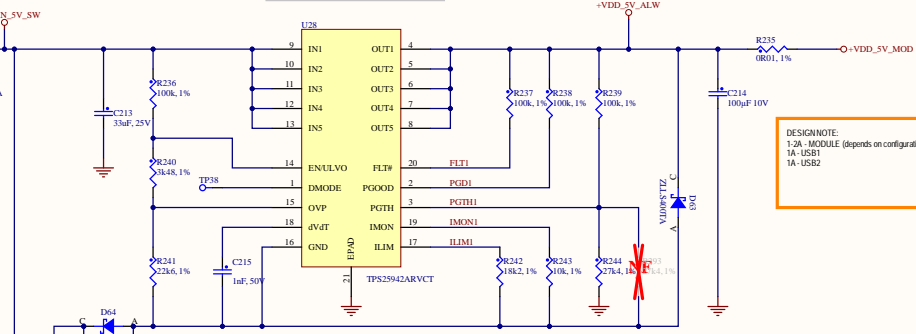 N_5V_SW
+VDD_5V_ALW
U28
R235
0R01, 1%
+VDD_5V_MOD
9 IN1 OUT1 4
10 IN2 OUT2 5
11 IN3 OUT3 6
12 IN4 OUT4 7
13 IN5 OUT5 8
R236
100k, 1%
R237
100k, 1%
R238
100k, 1%
R239
100k, 1%
C213
33uF, 25V
C214
100µF 10V
DESIGN NOTE:
1-2A - MODULE (depends on configurati
1A - USB1
1A - USB2
14 EN/ULVO FLT# 20 FLT1
R240
3k48, 1%
TP38
1 DMODE PGOOD 2 PGD1
15 OVP PGTH 3 PGTH1
18 dVdT IMON 19 IMON1
16 GND ILIM 17 ILIM1
EPAD
21
C
ZLLS400TA
D63
A
R241
22k6, 1%
C215
1nF, 50V
TPS25942ARVCT
R242
18k2, 1%
R243
10k, 1%
R244
27k4, 1%
NF
D64
C A